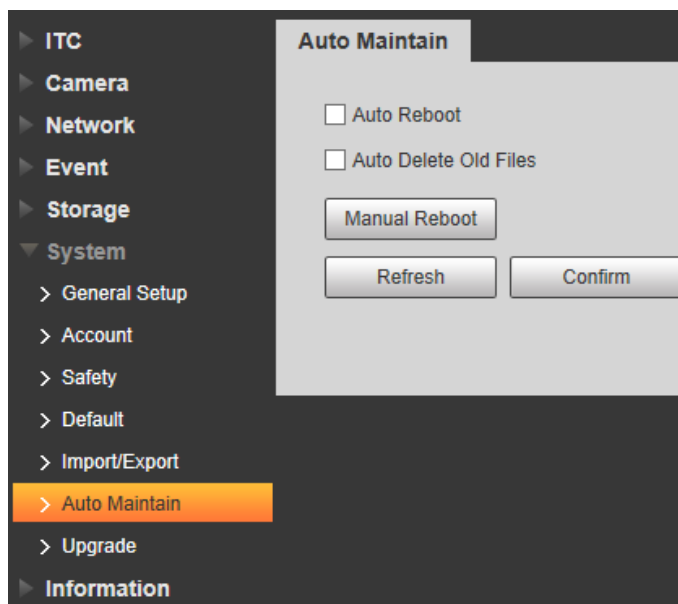 ITC
Camera
Network
Event
Storage
System
General Setup
Account
Safety
Default
Import/Export
Auto Maintain
Upgrade
Information
Auto Maintain
Auto Reboot
Auto Delete Old Files
Manual Reboot
Refresh Confirm